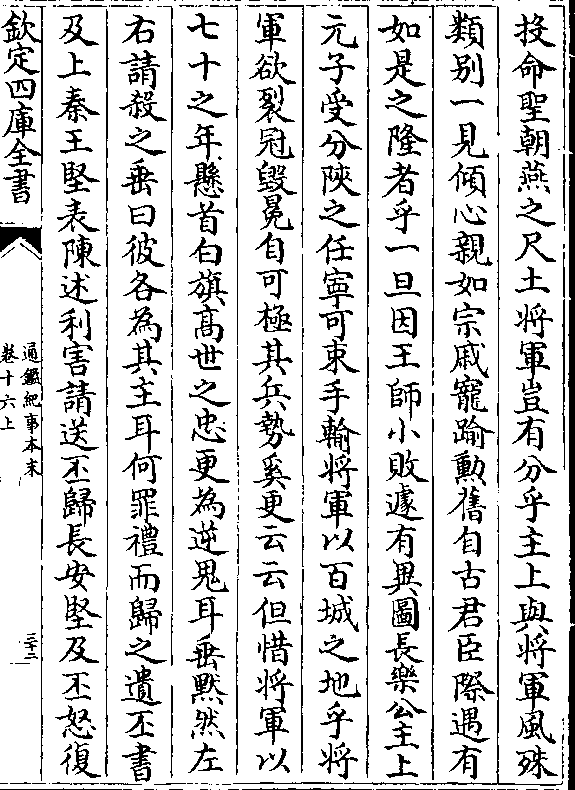 投命聖朝燕之尺土將軍豈有分乎主上與將軍風殊
類别一見傾心親如宗戚寵踰勲舊自古君臣際遇有
如是之隆者乎一旦因王師小敗遽有異圖長樂公主上
元子受分陝之任寧可束手輸將軍以百城之地乎將
軍欲裂冠毁冕自可極其兵勢奚更云云但惜將軍以
七十之年懸首白旗髙世之忠更為逆鬼耳垂黙然左
右請殺之垂曰彼各為其主耳何罪禮而歸之遺丕書
及上秦王堅表陳述利害請送丕歸長安堅及丕怒復
欽定四庫全書
通鑑紀事本末
卷十六上
三十二